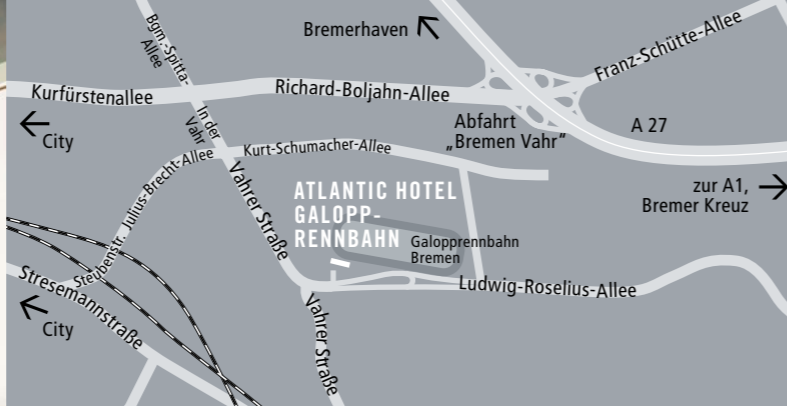 Bgm.-Spitta-
Allee
Bremerhaven
Franz-Schütte-Allee
Kurfürstenallee
Richard-Boljahn-Allee
In der
Vahr
City
Abfahrt
„Bremen Vahr“
A 27
Kurt-Schumacher-Allee
Julius-Brecht-Allee
Vahrer Straße
zur A1,
Bremer Kreuz
ATLANTIC HOTEL
GALOPP-
RENNBAHN
Galopprennbahn
Bremen
Steubenstr.
Stresemannstraße
Ludwig-Roselius-Allee
City
Vahrer Straße